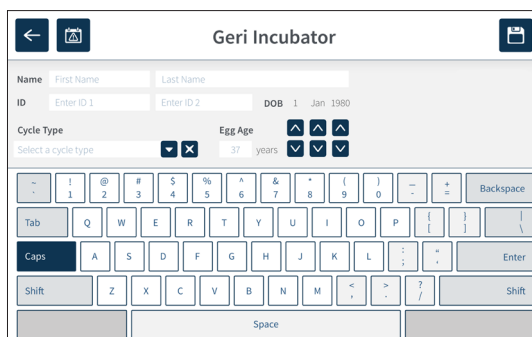 Geri Incubator
Name First Name Last Name
ID Enter ID 1 Enter ID 2 DOB 1 Jan 1980
Cycle Type Egg Age
Select a cycle type 37 years
~ ! @ # $ % ^ & * ( ) _ + Backspace
` 1 2 3 4 5 6 7 8 9 0 - =
Tab Q W E R T Y U I O P { } |
[ ] \
Caps A S D F G H J K L : " Enter
; '
Shift Z X C V B N M < > ? Shift
, . /
Space